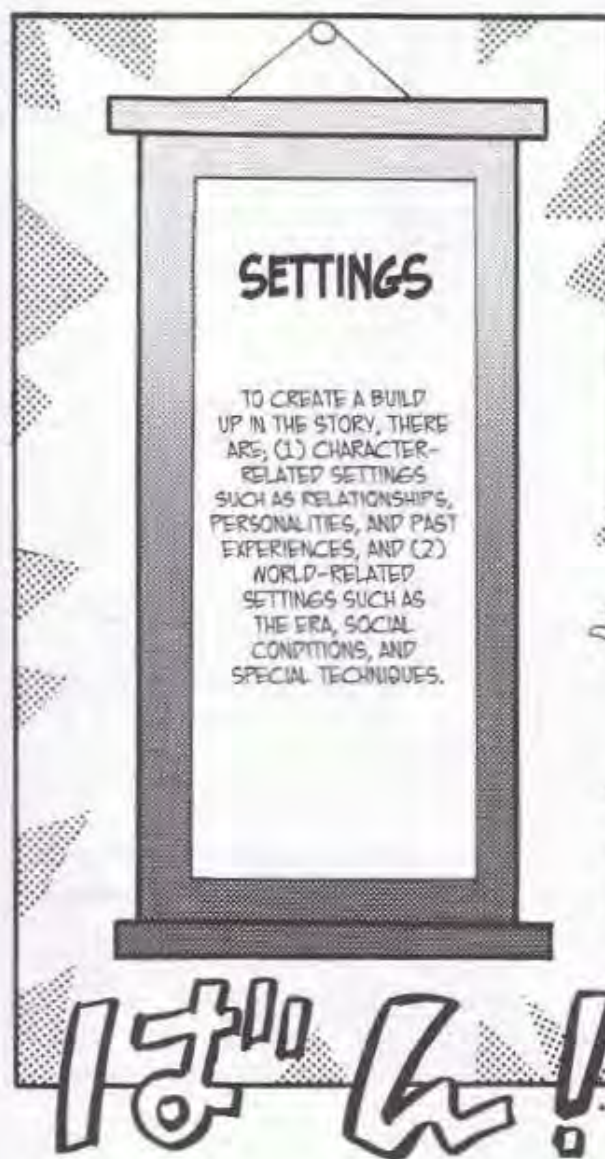 SETTINGS
TO CREATE A BUILD
UP IN THE STORY, THERE
ARE; (1) CHARACTER-
RELATED SETTINGS
SUCH AS RELATIONSHIPS,
PERSONALITIES, AND PAST
EXPERIENCES, AND (2)
WORLD-RELATED
SETTINGS SUCH AS
THE ERA, SOCIAL
CONDITIONS, AND
SPECIAL TECHNIQUES.
ばん!